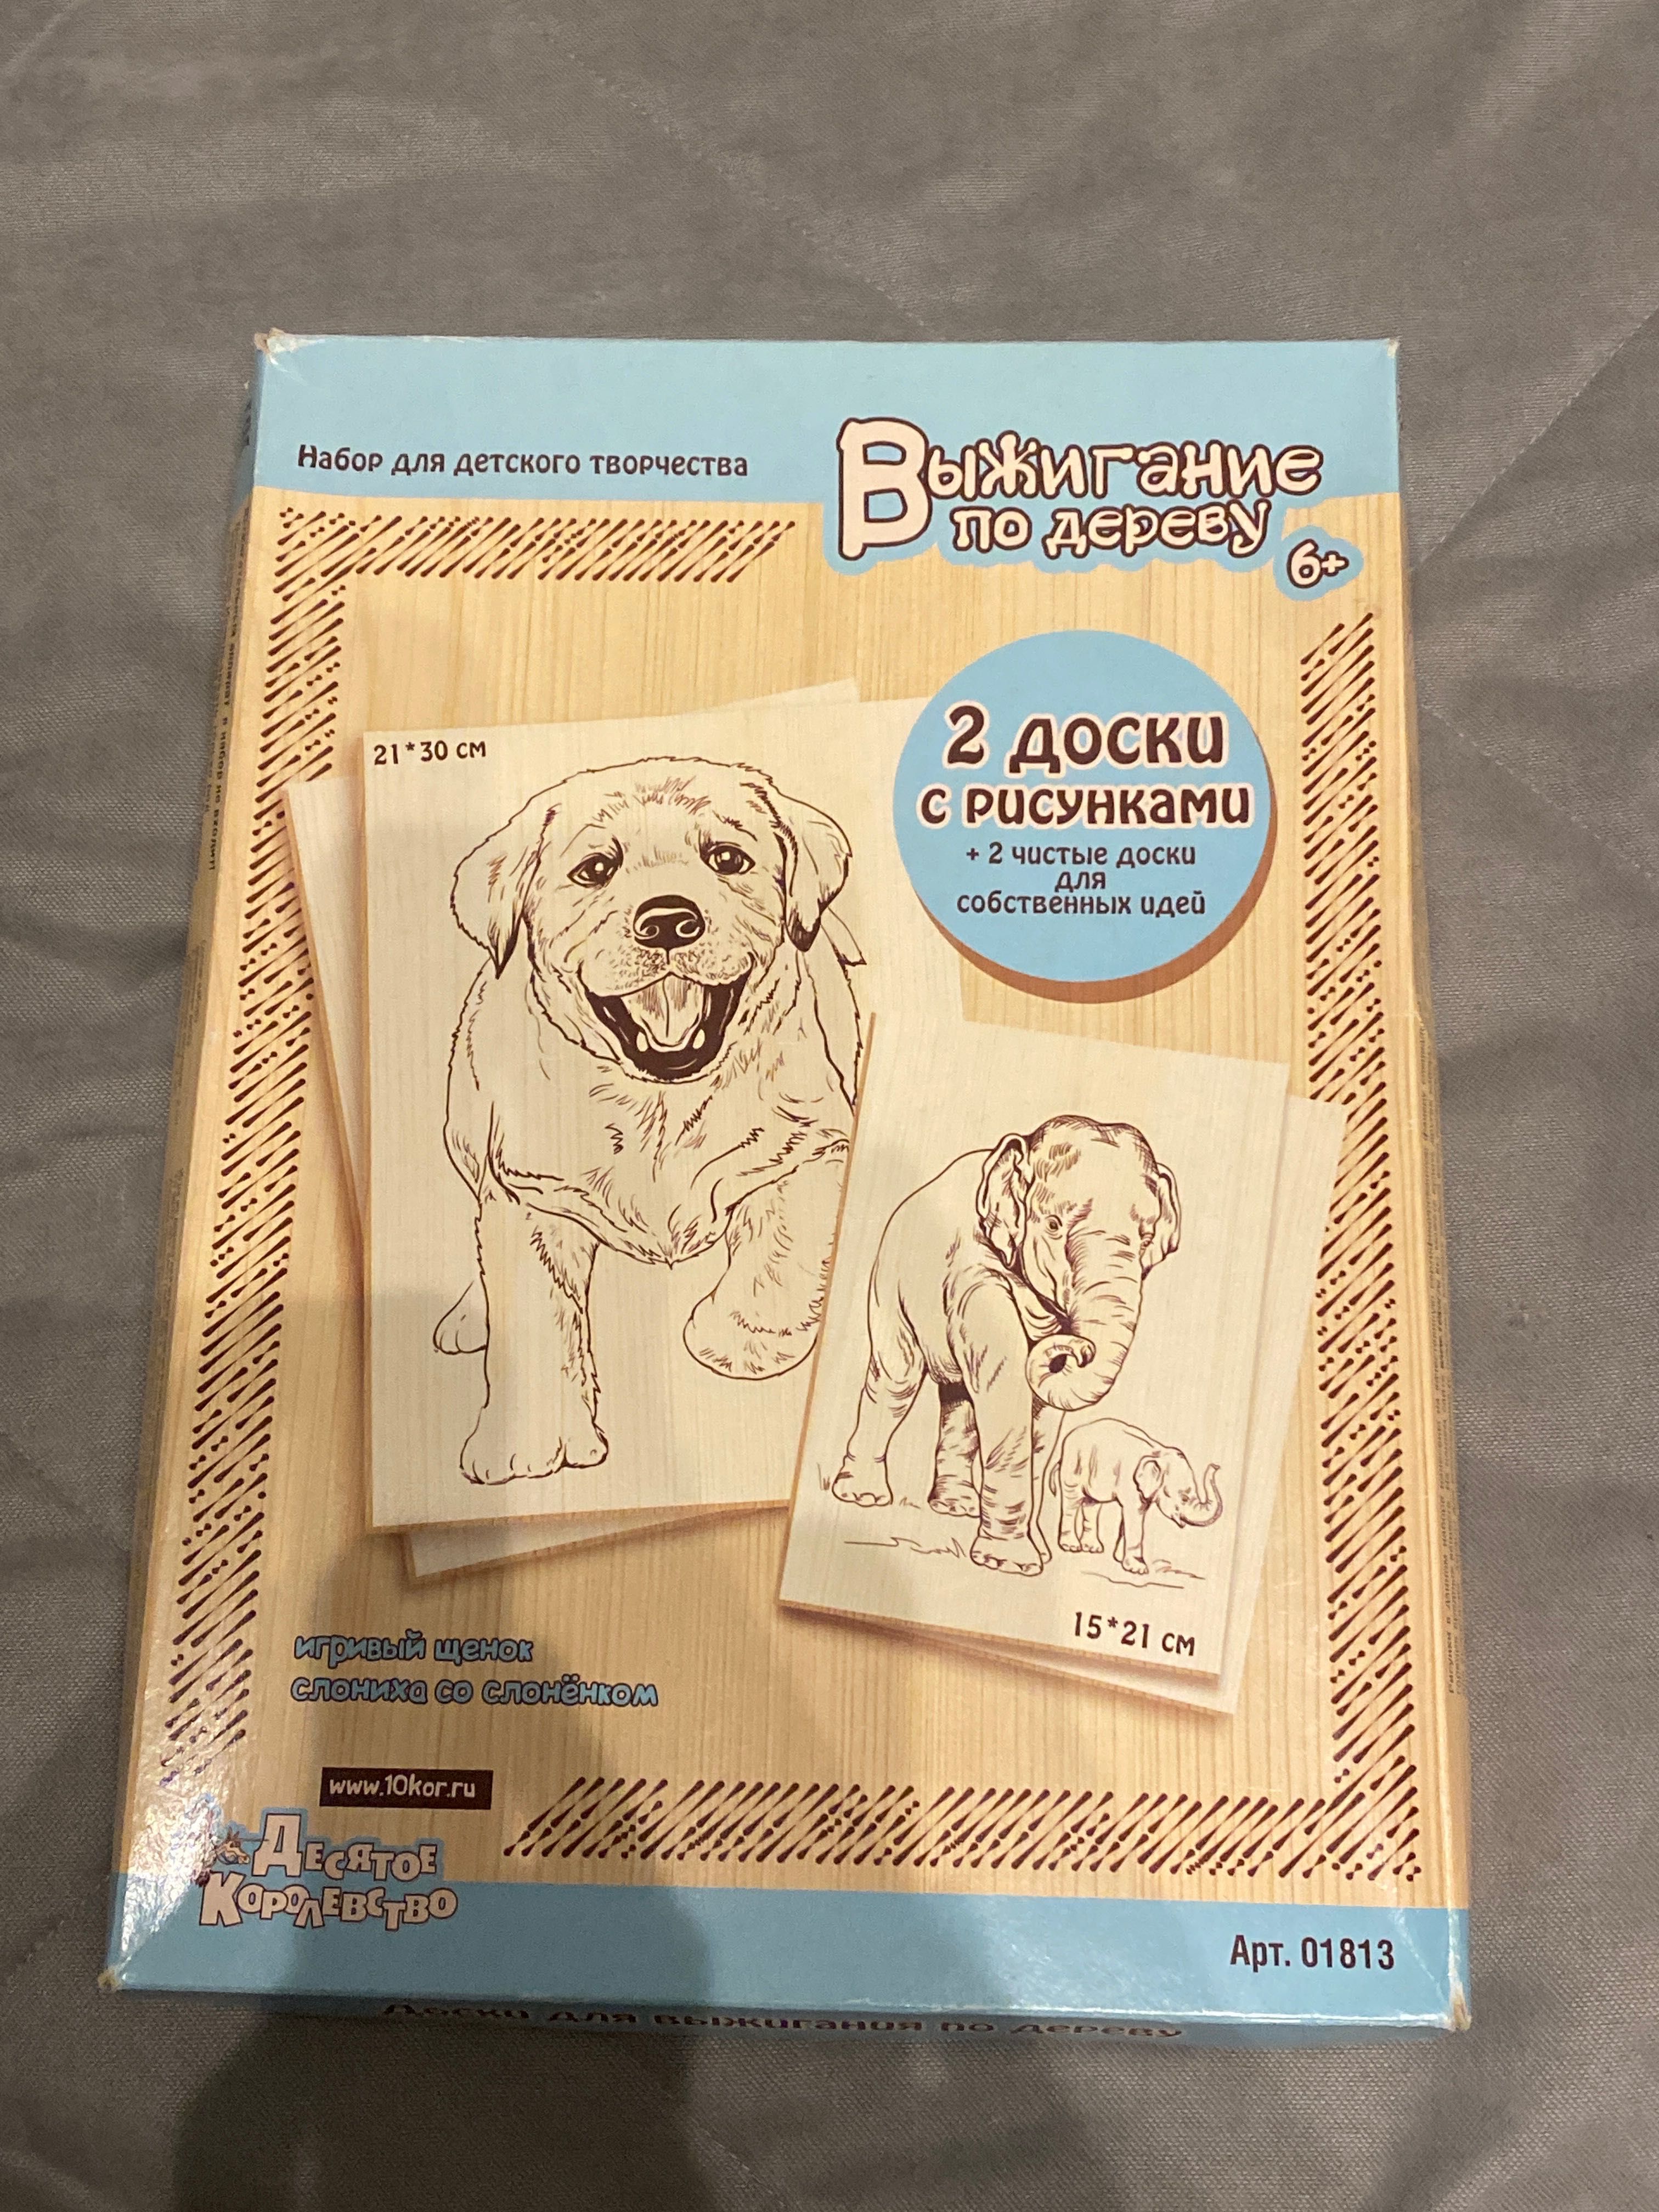 Набор для детского творчества
Выжигание
по дереву
6+
2 доски
с рисунками
+ 2 чистые доски
для
собственных идей
21*30 см
15*21 см
игривый щенок
слониха со слонёнком
www.10kor.ru
Десятое
Королевство
Арт. 01813
Доски для выжигания по дереву